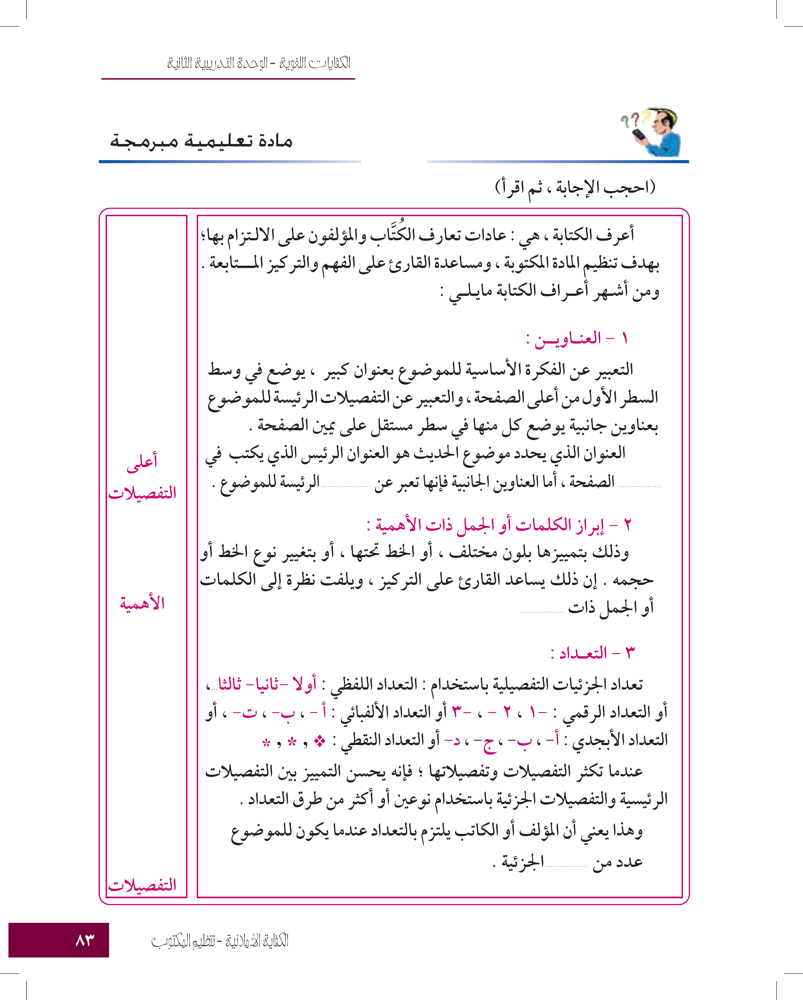 الكفايات اللغوية - الوحدة التدريبية الثانية
? ? ?
مادة تعليمية مبرمجة
(احجب الإجابة ، ثم اقرأ)
أعرف الكتابة ، هي : عادات تعارف الكُتَّاب والمؤلفون على الالتزام بها؛
بهدف تنظيم المادة المكتوبة ، ومساعدة القارئ على الفهم والتركيز المـــتابعة .
ومن أشـهر أعـراف الكتابة مايـلـي :
١ - العنـاويــن :
التعبير عن الفكرة الأساسية للموضوع بعنوان كبير ، يوضع في وسط
السطر الأول من أعلى الصفحة ، والتعبير عن التفصيلات الرئيسة للموضوع
بعناوين جانبية يوضع كل منها في سطر مستقل على يمين الصفحة .
العنوان الذي يحدد موضوع الحديث هو العنوان الرئيس الذي يكتب في
................... الصفحة ، أما العناوين الجانبية فإنها تعبر عن ...................... الرئيسة للموضوع .
أعلى
التفصيلات
٢ - إبراز الكلمات أو الجمل ذات الأهمية :
وذلك بتمييزها بلون مختلف ، أو الخط تحتها ، أو بتغيير نوع الخط أو
حجمه . إن ذلك يساعد القارئ على التركيز ، ويلفت نظرة إلى الكلمات
أو الجمل ذات ...................
الأهمية
٣ - التعــداد :
تعداد الجزئيات التفصيلية باستخدام : التعداد اللفظي : أولا -ثانيا- ثالثا...،
أو التعداد الرقمي : -١ ، ٢ - ، -٣ أو التعداد الألفبائي : أ - ، ب- ، ت- ، أو
التعداد الأبجدي : أ- ، ب- ، ج- ، د- أو التعداد النقطي : ❖ و * و *
عندما تكثر التفصيلات وتفصيلاتها ؛ فإنه يحسن التمييز بين التفصيلات
الرئيسية والتفصيلات الجزئية باستخدام نوعين أو أكثر من طرق التعداد .
وهذا يعني أن المؤلف أو الكاتب يلتزم بالتعداد عندما يكون للموضوع
عدد من ................... الجزئية .
التفصيلات
الكفاية الأملائية - تنظيم المكتوب
٨٣